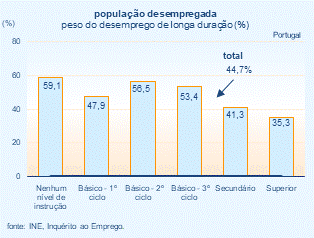 população desempregada
peso do desemprego de longa duração (%)
(%)
Portugal
80
total
44,7%
60
59,1
47,9
56,5
53,4
41,3
35,3
40
20
0
Nenhum nível de instrução
Básico - 1º ciclo
Básico - 2º ciclo
Básico - 3º ciclo
Secundário
Superior
fonte: INE, Inquérito ao Emprego.